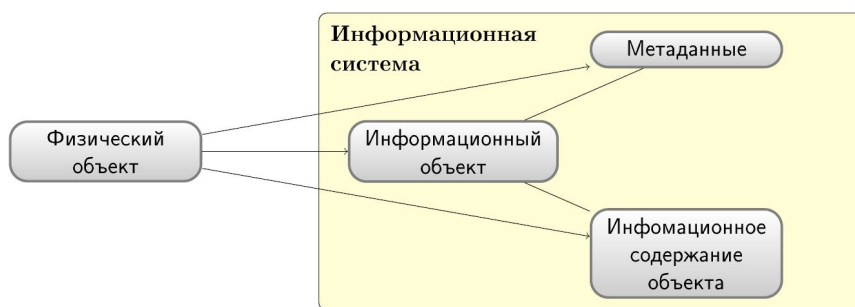 Информационная
система
Метаданные
Физический
объект
Информационный
объект
Инфомационное
содержание
объекта